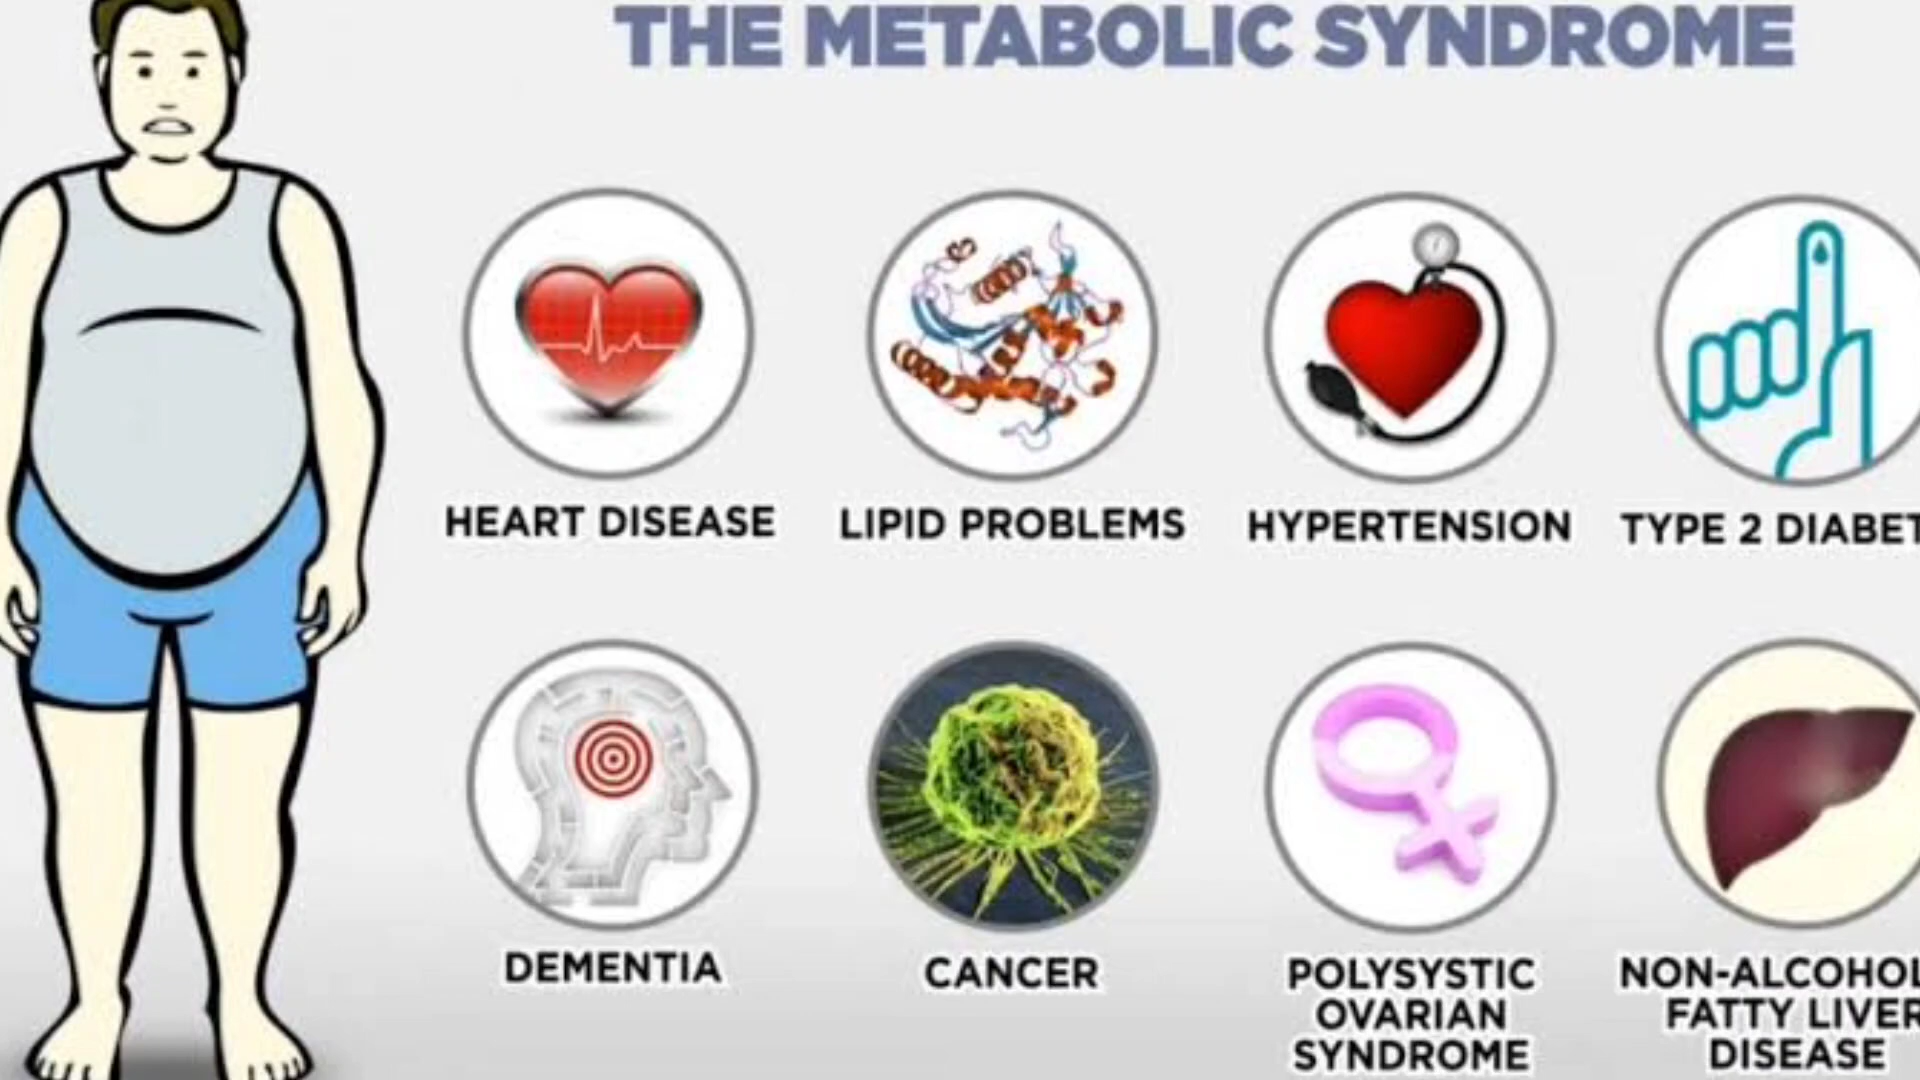 THE METABOLIC SYNDROME
HEART DISEASE
LIPID PROBLEMS
HYPERTENSION
TYPE 2 DIABET
DEMENTIA
CANCER
POLYSYSTIC
OVARIAN
SYNDROME
NON-ALCOHOL
FATTY LIVER
DISEASE